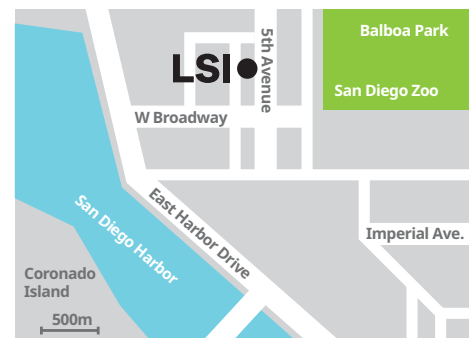 Balboa Park
5th Avenue
LSI
San Diego Zoo
W Broadway
East Harbor Drive
San Diego Harbor
Imperial Ave.
Coronado
Island
500m